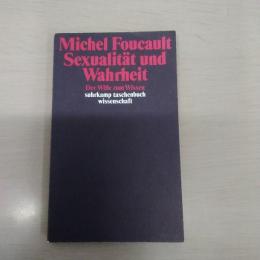 Michel Foucault
Sexualität und
Wahrheit
Der Wille zum Wissen
suhrkamp taschenbuch
wissenschaft